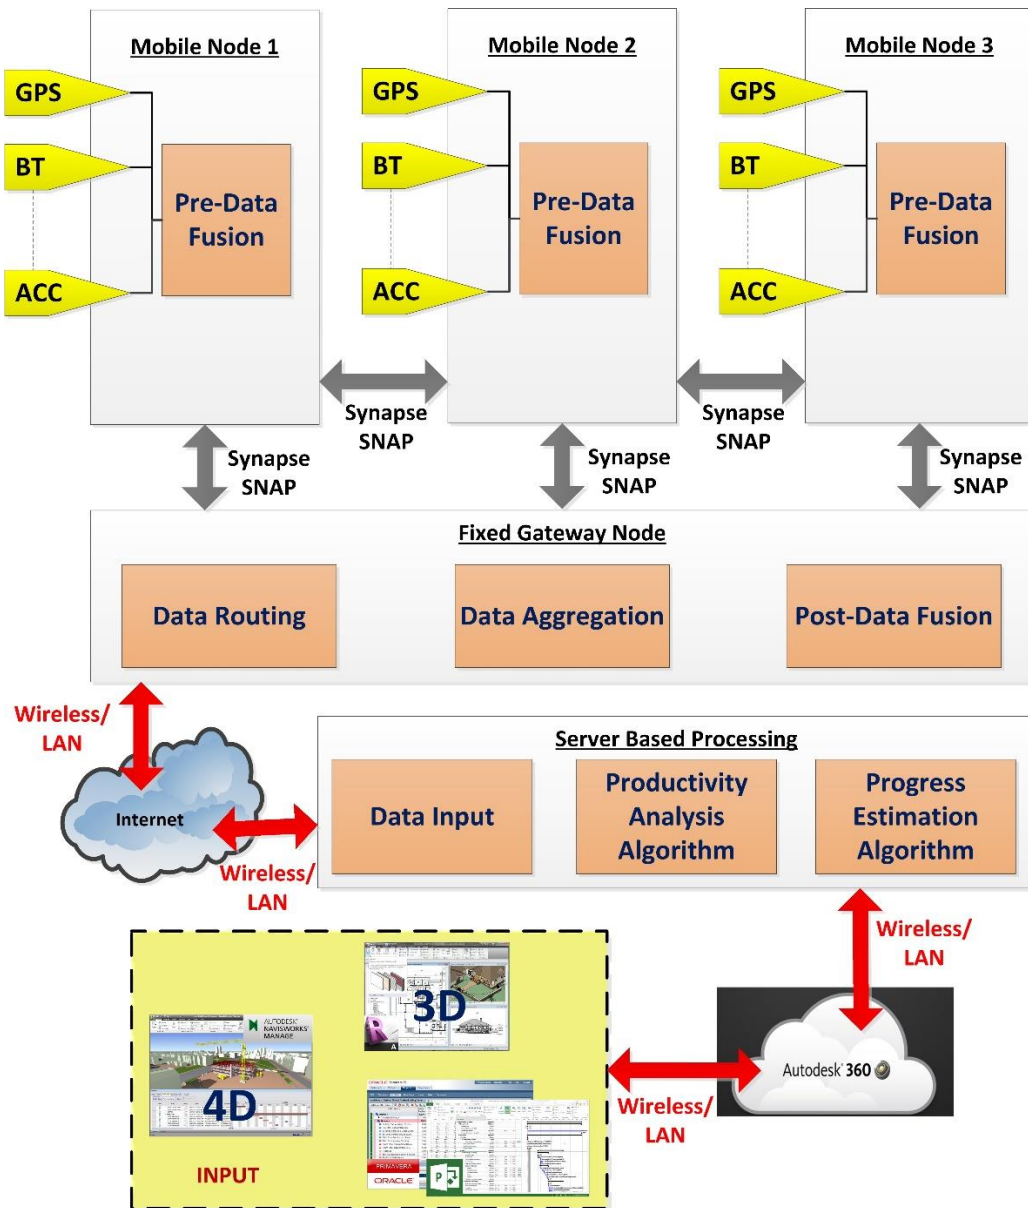 Mobile Node 1
Mobile Node 2
Mobile Node 3
GPS
BT
ACC
Pre-Data
Fusion
GPS
BT
ACC
Pre-Data
Fusion
GPS
BT
ACC
Pre-Data
Fusion
Synapse
SNAP
Synapse
SNAP
Synapse
SNAP
Synapse
SNAP
Synapse
SNAP
Fixed Gateway Node
Data Routing
Data Aggregation
Post-Data Fusion
Wireless/
LAN
Internet
Wireless/
LAN
Server Based Processing
Data Input
Productivity
Analysis
Algorithm
Progress
Estimation
Algorithm
Wireless/
LAN
3D
R
A
AUTODESK
NAVISWORKS
MANAGE
4D
INPUT
ORACLE
PRIMAVERA
ORACLE
P
Wireless/
LAN
Autodesk 360